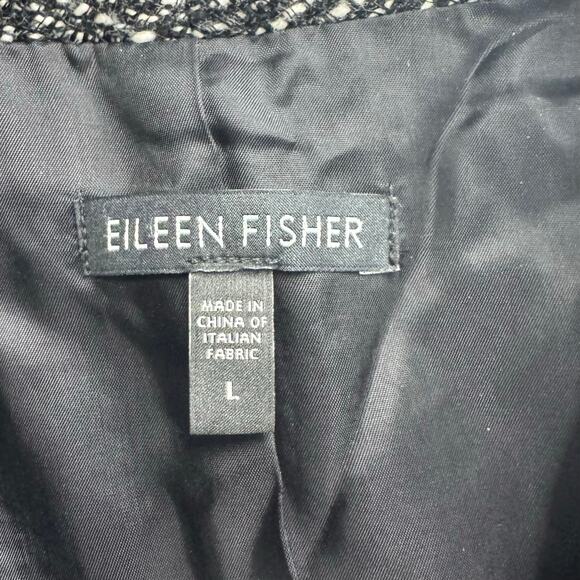 EILEEN FISHER
MADE IN
CHINA OF
ITALIAN
FABRIC
L